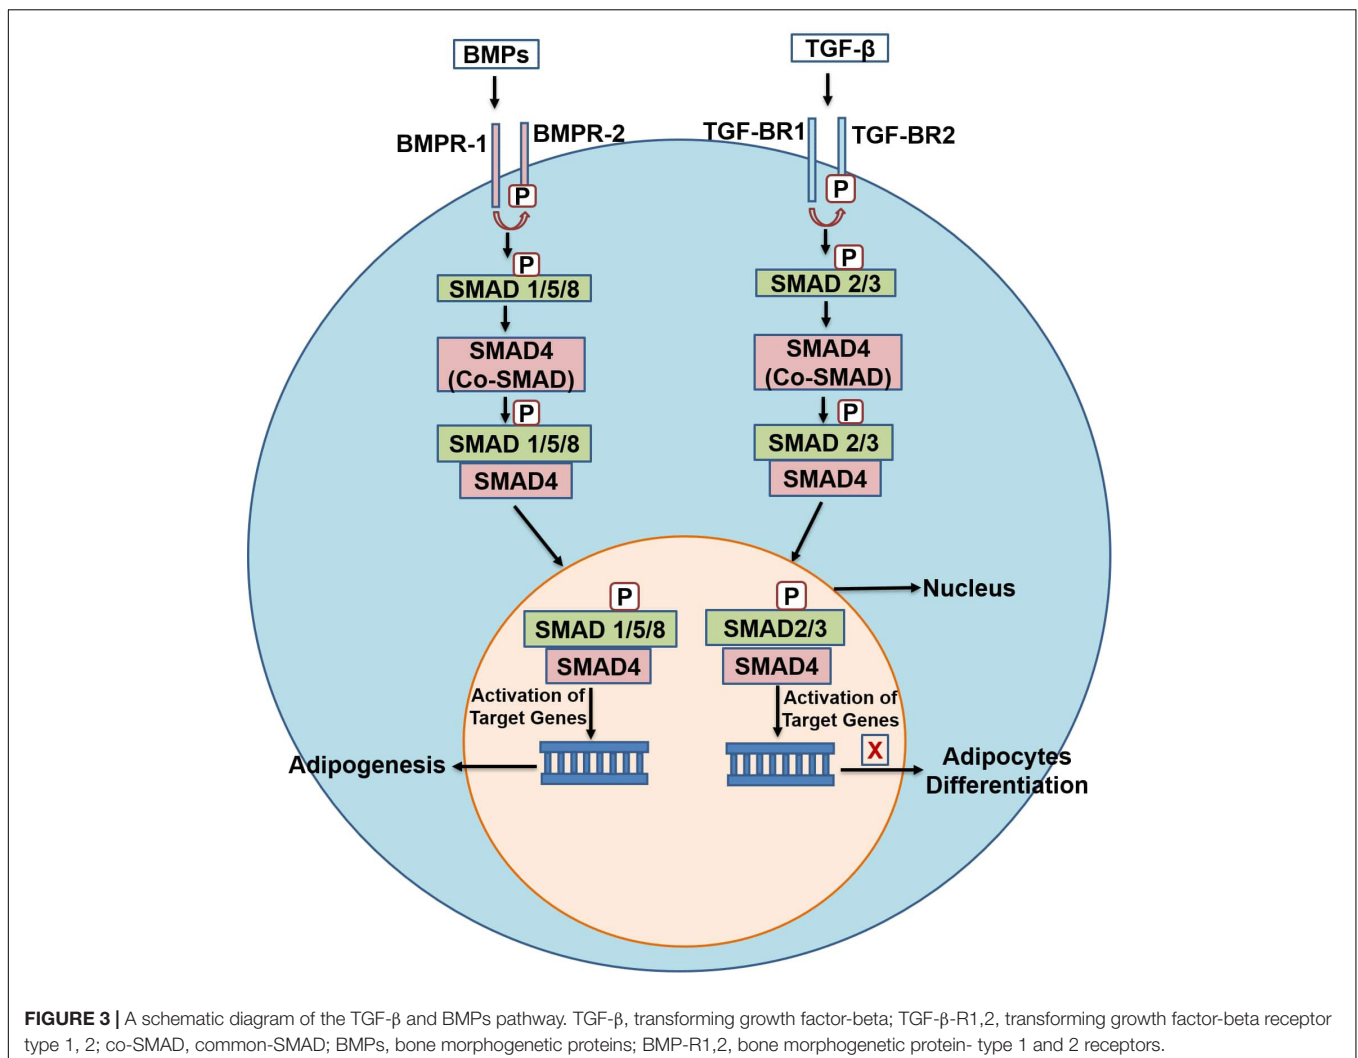 BMPs
BMPR-1
BMPR-2
P
P
SMAD 1/5/8
SMAD4
(Co-SMAD)
P
SMAD 1/5/8
SMAD4
TGF-β
TGF-BR1
TGF-BR2
P
P
SMAD 2/3
SMAD4
(Co-SMAD)
P
SMAD 2/3
SMAD4
Nucleus
P
SMAD 1/5/8
SMAD4
Activation of
Target Genes
Adipogenesis
P
SMAD2/3
SMAD4
Activation of
Target Genes
X
Adipocytes
Differentiation
FIGURE 3 | A schematic diagram of the TGF-β and BMPs pathway. TGF-β, transforming growth factor-beta; TGF-β-R1,2, transforming growth factor-beta receptor
type 1, 2; co-SMAD, common-SMAD; BMPs, bone morphogenetic proteins; BMP-R1,2, bone morphogenetic protein- type 1 and 2 receptors.